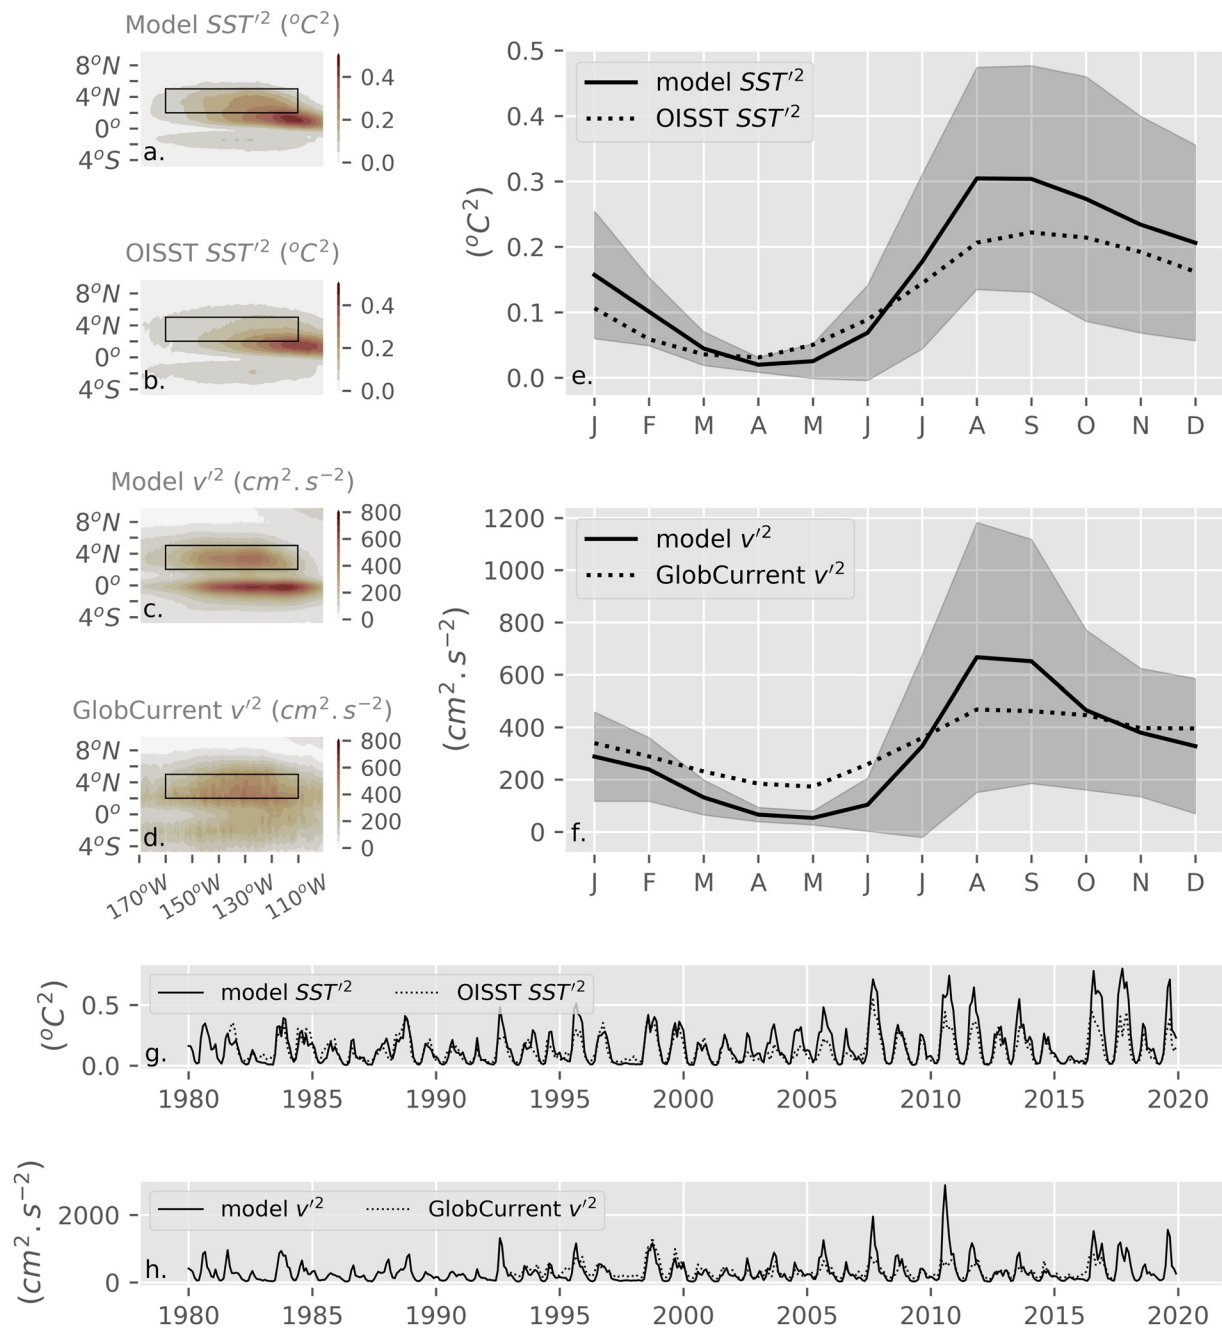 Model SST′² (°C²)
8°N
4°N
0°
4°S
a.
0.4
0.2
0.0
OISST SST′² (°C²)
8°N
4°N
0°
4°S
b.
0.4
0.2
0.0
Model v′² (cm².s⁻²)
8°N
4°N
0°
4°S
c.
800
600
400
200
0
GlobCurrent v′² (cm².s⁻²)
8°N
4°N
0°
4°S
d.
800
600
400
200
0
170°W 150°W 130°W 110°W
model SST′²
OISST SST′²
(°C²)
0.5
0.4
0.3
0.2
0.1
0.0
e.
J F M A M J J A S O N D
model v′²
GlobCurrent v′²
(cm².s⁻²)
1200
1000
800
600
400
200
0
f.
J F M A M J J A S O N D
model SST′² OISST SST′²
(°C²)
0.5
0.0
g.
1980 1985 1990 1995 2000 2005 2010 2015 2020
model v′² GlobCurrent v′²
(cm².s⁻²)
2000
0
h.
1980 1985 1990 1995 2000 2005 2010 2015 2020